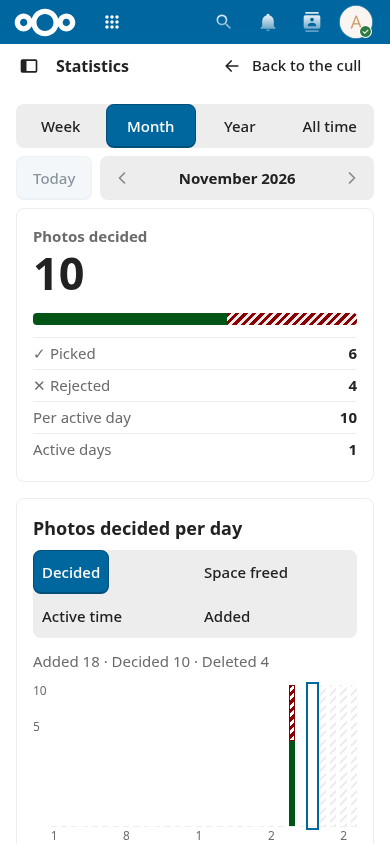 A
Statistics
Back to the cull
Week Month Year All time
Today November 2026
Photos decided
10
✓ Picked 6
✕ Rejected 4
Per active day 10
Active days 1
Photos decided per day
Decided Space freed
Active time Added
Added 18 · Decided 10 · Deleted 4
10
5
1 8 1 2 2